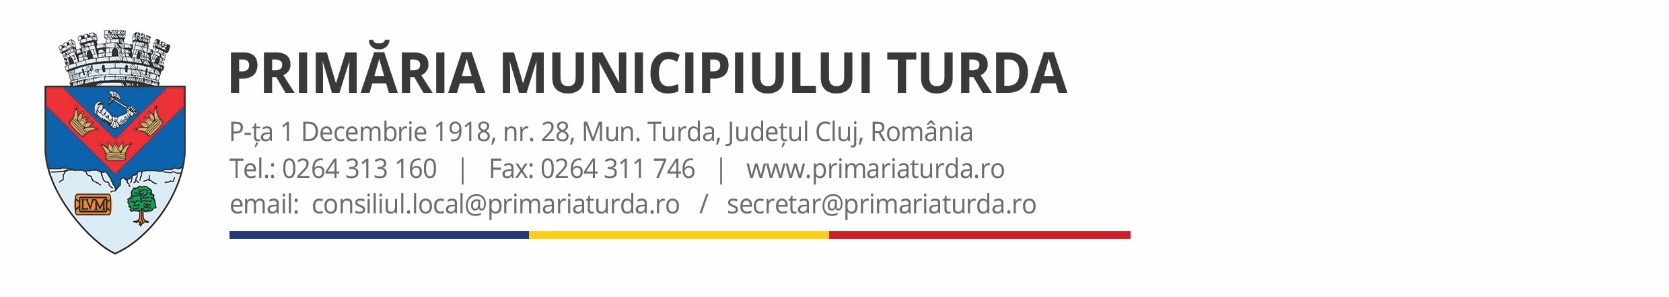 PRIMĂRIA MUNICIPIULUI TURDA
P-ța 1 Decembrie 1918, nr. 28, Mun. Turda, Județul Cluj, România
Tel.: 0264 313 160 | Fax: 0264 311 746 | www.primariaturda.ro
email: consiliul.local@primariaturda.ro / secretar@primariaturda.ro
LVM